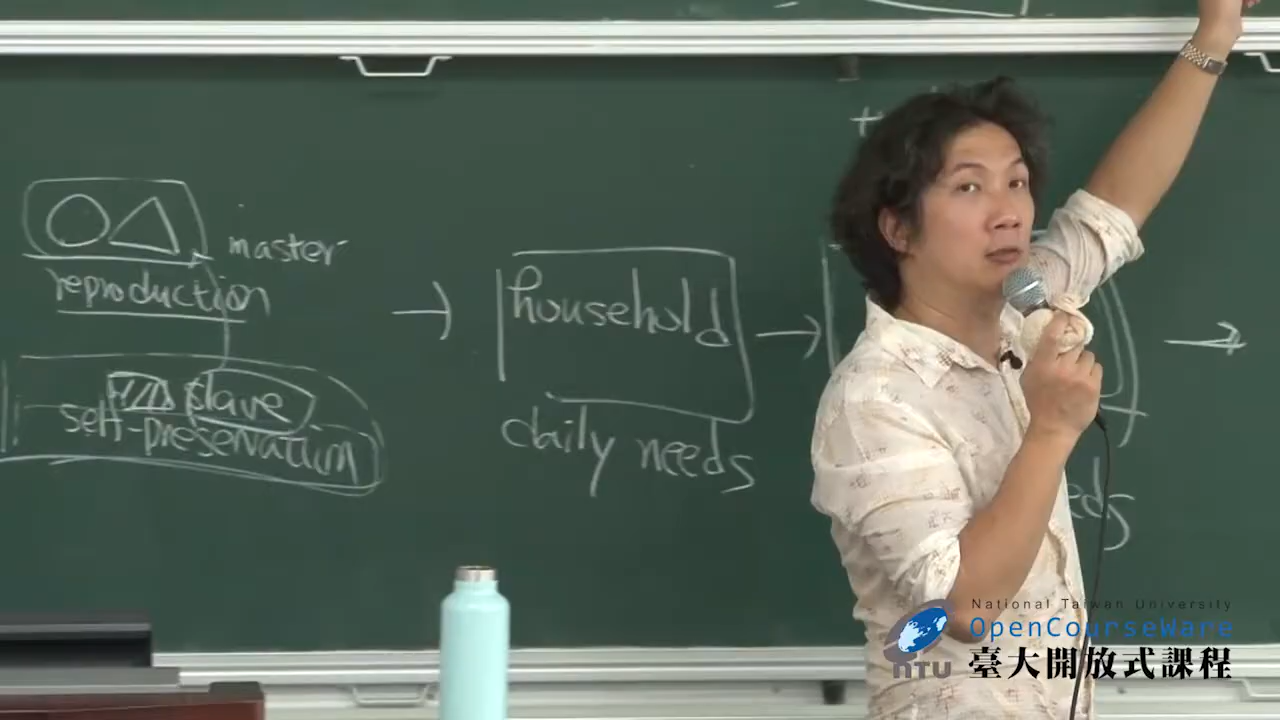 master
reproduction
slave
self-preservation
household
daily needs
National Taiwan University
OpenCourseWare
NTU
臺大開放式課程